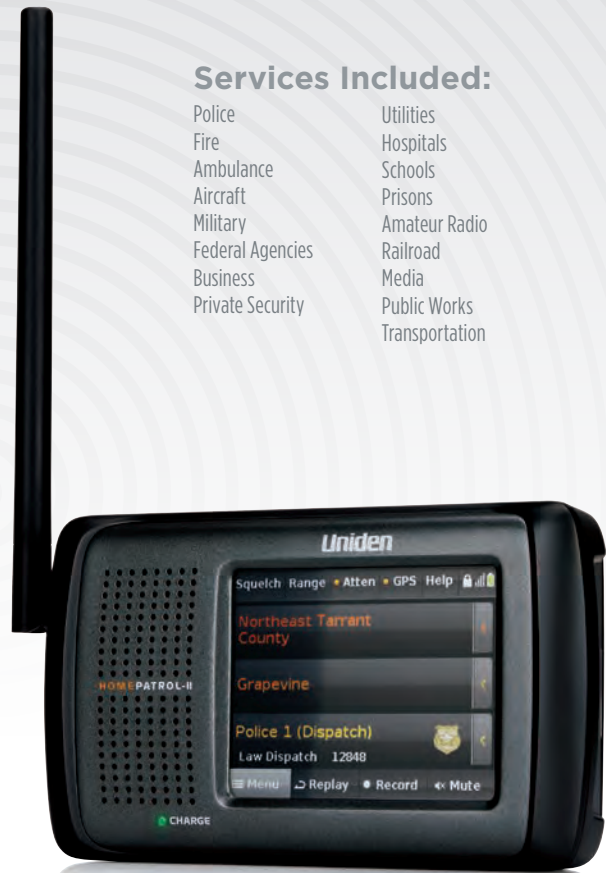 Services Included:
Police
Fire
Ambulance
Aircraft
Military
Federal Agencies
Business
Private Security
Utilities
Hospitals
Schools
Prisons
Amateur Radio
Railroad
Media
Public Works
Transportation
Uniden
Squelch Range Atten GPS Help
Northeast Tarrant
County
HOMEPATROL-II
Grapevine
Police 1 (Dispatch)
Law Dispatch 12848
Menu Replay Record Mute
CHARGE